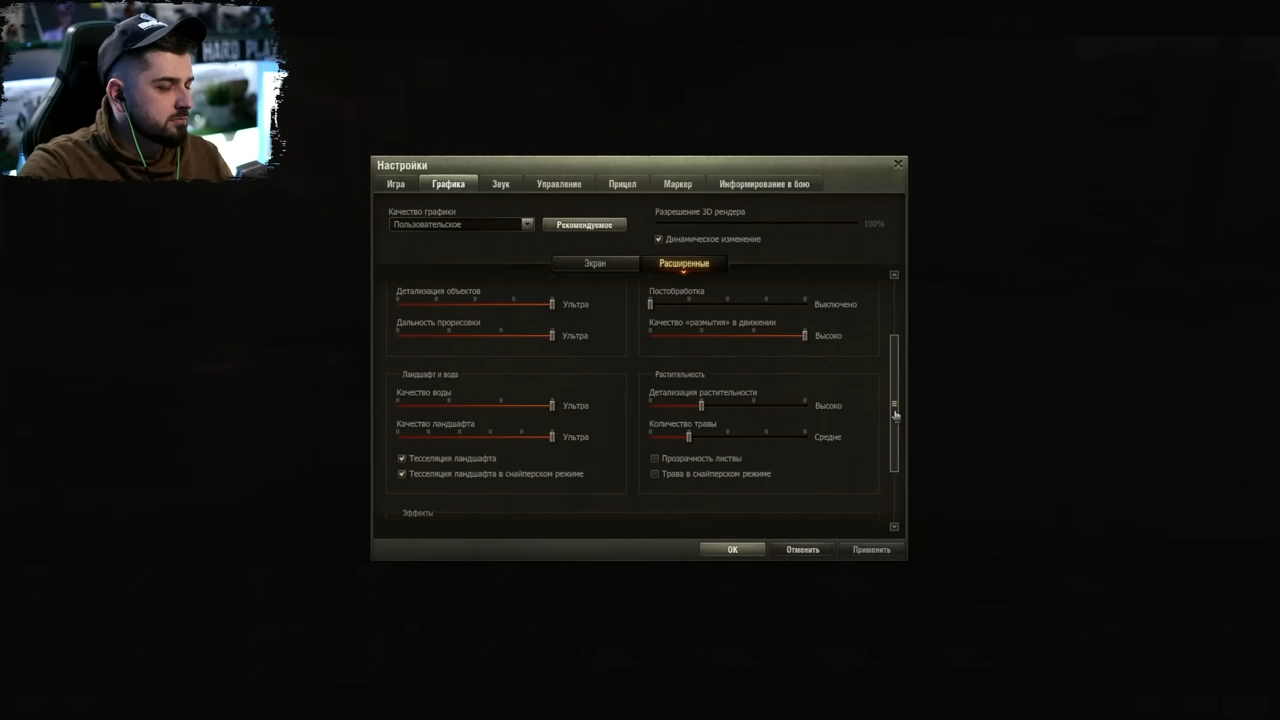 HARD PLA
Настройки
Игра Графика Звук Управление Прицел Маркер Информирование в бою
Качество графики
Пользовательское Рекомендуемое
Разрешение 3D рендера
100%
Динамическое изменение
Экран Расширенные
Детализация объектов
Ультра
Дальность прорисовки
Ультра
Постобработка
Выключено
Качество «размытия» в движении
Высоко
Ландшафт и вода
Качество воды
Ультра
Качество ландшафта
Ультра
Тесселяция ландшафта
Тесселяция ландшафта в снайперском режиме
Растительность
Детализация растительности
Высоко
Количество травы
Средне
Прозрачность листвы
Трава в снайперском режиме
Эффекты
ОК Отменить Применить